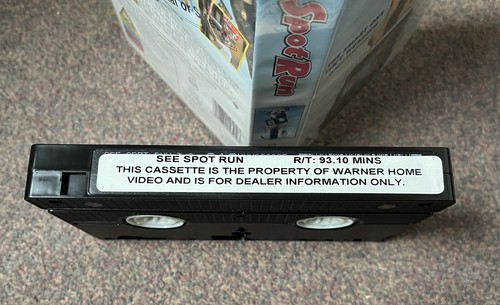 Spot Run
SEE SPOT RUN R/T: 93.10 MINS
THIS CASSETTE IS THE PROPERTY OF WARNER HOME
VIDEO AND IS FOR DEALER INFORMATION ONLY.